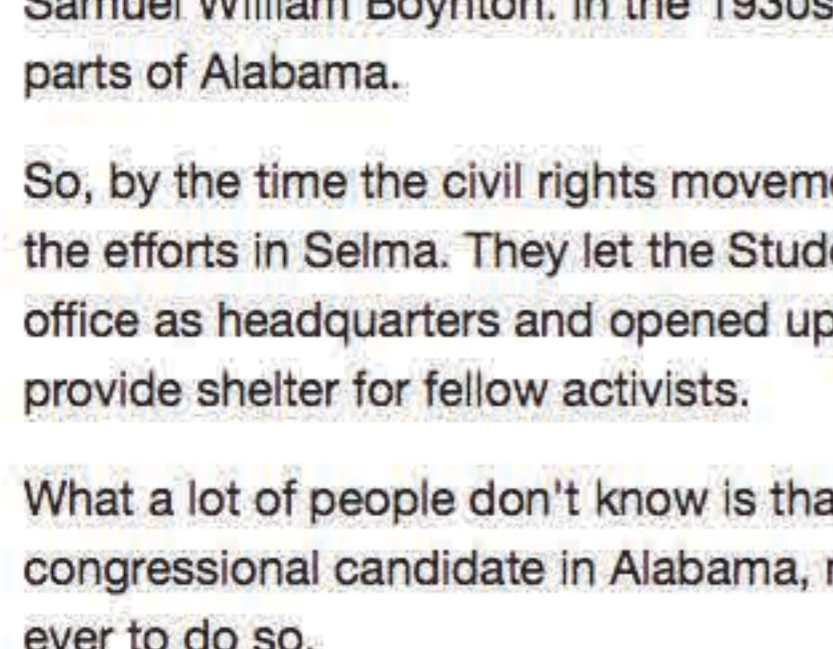 Samuel William Boynton. In the 1930s
parts of Alabama.
So, by the time the civil rights movem
the efforts in Selma. They let the Stud
office as headquarters and opened up
provide shelter for fellow activists.
What a lot of people don't know is tha
congressional candidate in Alabama,
ever to do so.